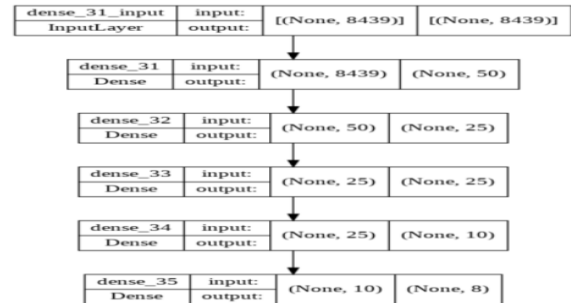 dense_31_input input: [(None, 8439)] [(None, 8439)]
InputLayer output:
dense_31 input: (None, 8439) (None, 50)
Dense output:
dense_32 input: (None, 50) (None, 25)
Dense output:
dense_33 input: (None, 25) (None, 25)
Dense output:
dense_34 input: (None, 25) (None, 10)
Dense output:
dense_35 input: (None, 10) (None, 8)
Dense output: